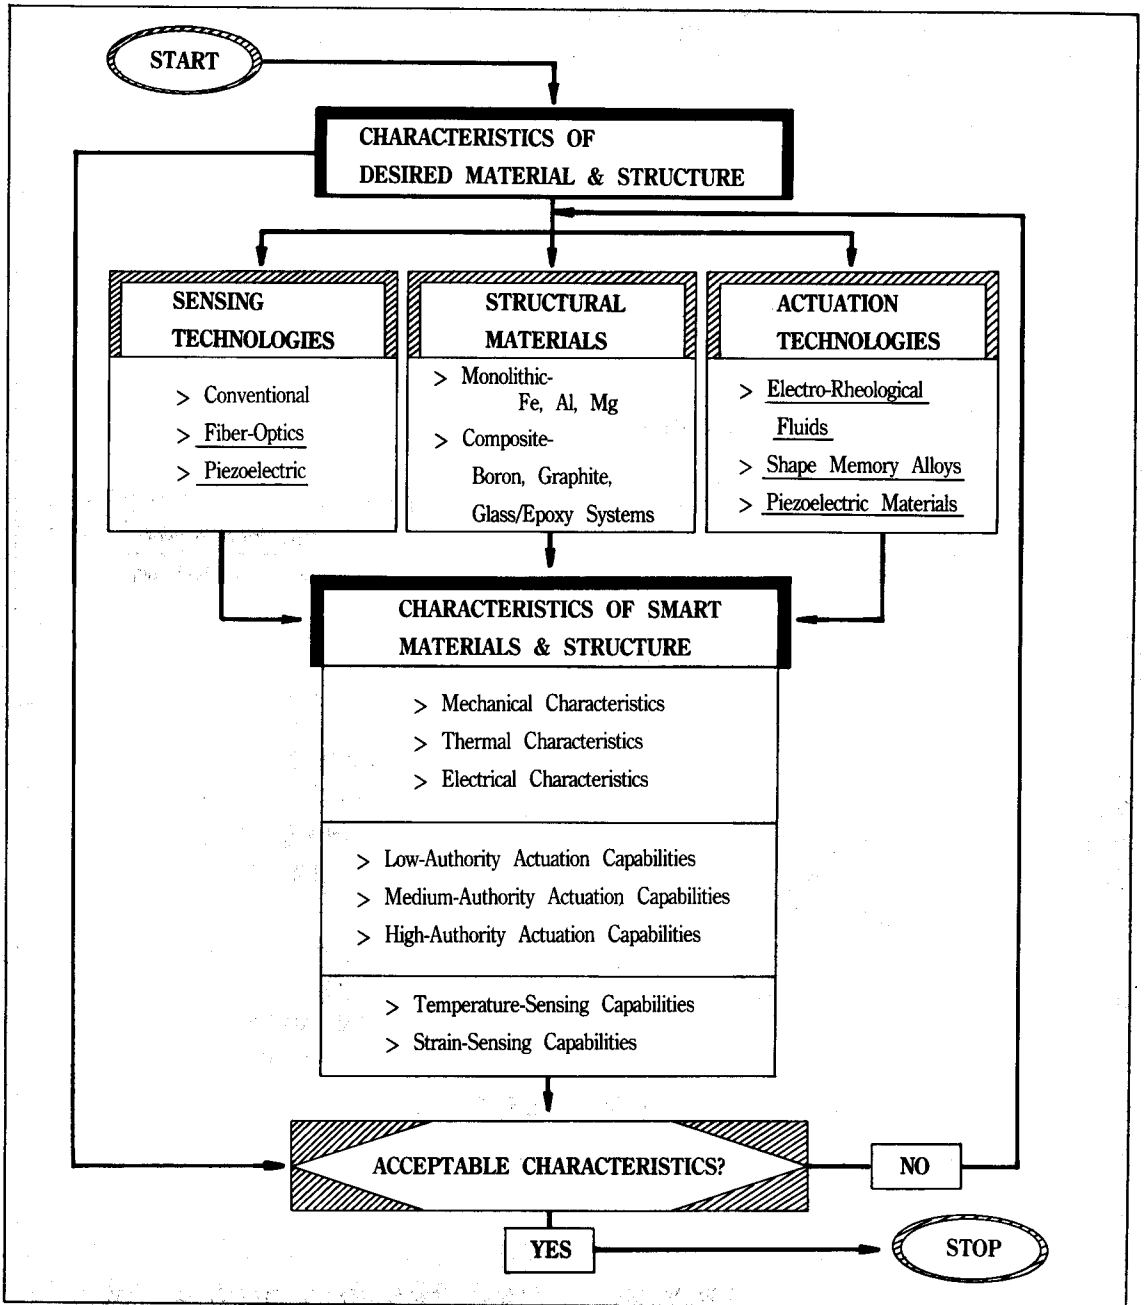 START
CHARACTERISTICS OF
DESIRED MATERIAL & STRUCTURE
SENSING
TECHNOLOGIES
> Conventional
> Fiber-Optics
> Piezoelectric
STRUCTURAL
MATERIALS
> Monolithic-
Fe, Al, Mg
> Composite-
Boron, Graphite,
Glass/Epoxy Systems
ACTUATION
TECHNOLOGIES
> Electro-Rheological
Fluids
> Shape Memory Alloys
> Piezoelectric Materials
CHARACTERISTICS OF SMART
MATERIALS & STRUCTURE
> Mechanical Characteristics
> Thermal Characteristics
> Electrical Characteristics
> Low-Authority Actuation Capabilities
> Medium-Authority Actuation Capabilities
> High-Authority Actuation Capabilities
> Temperature-Sensing Capabilities
> Strain-Sensing Capabilities
ACCEPTABLE CHARACTERISTICS?
NO
YES
STOP